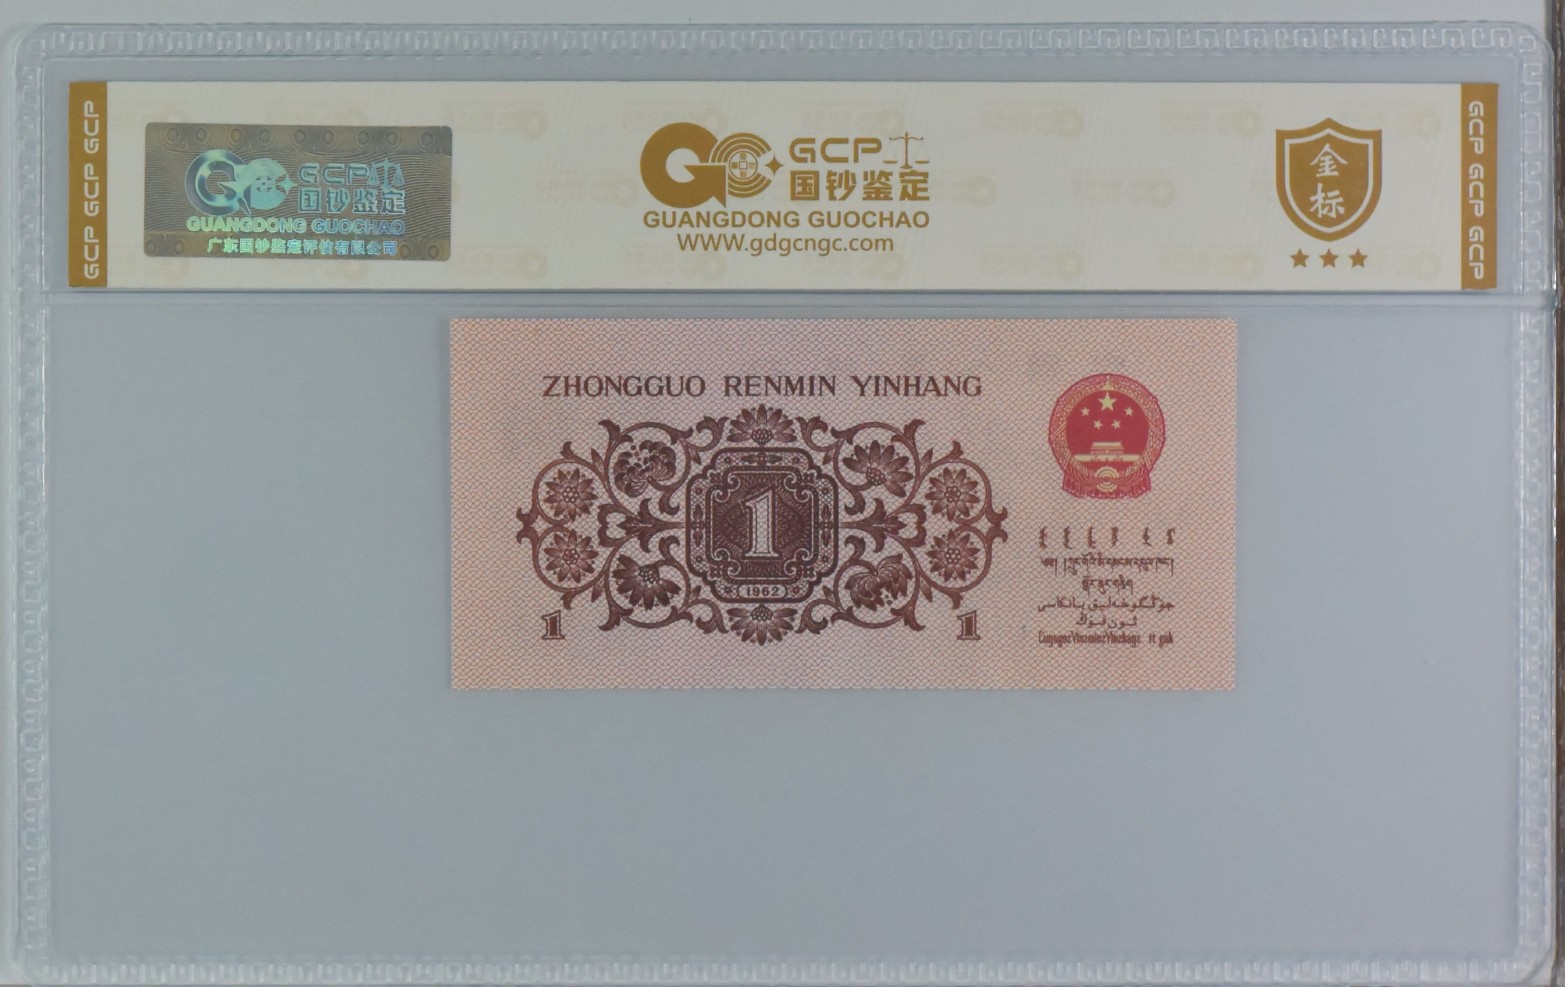 GCP GCP GCP
GCP
国钞鉴定
GUANGDONG GUOCHAO
广东国钞鉴定评估有限公司
GCP
国钞鉴定
GUANGDONG GUOCHAO
WWW.gdgcngc.com
金
标
GCP GCP GCP
ZHONGGUO RENMIN YINHANG
1
(1962)
1
1
جۇڭگوخەلىق بانكاسى